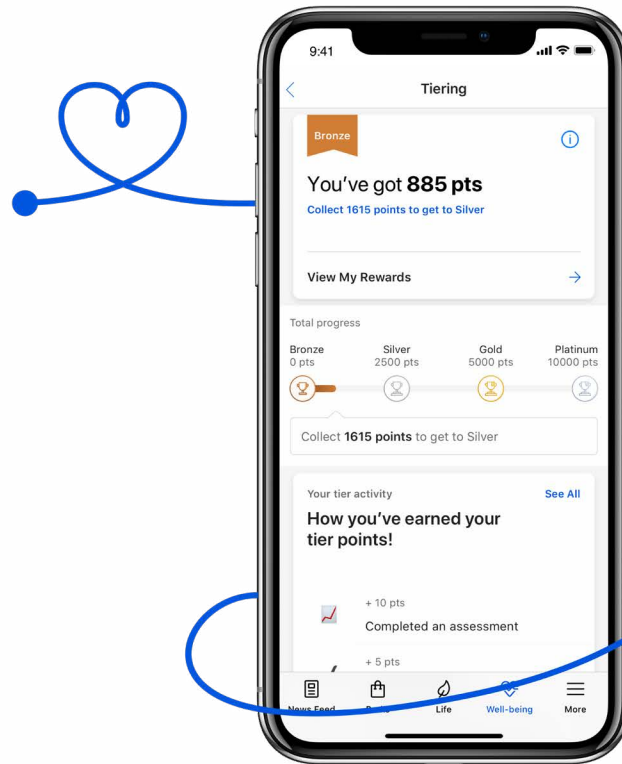 9:41
Tiering
Bronze
You've got 885 pts
Collect 1615 points to get to Silver
View My Rewards
Total progress
Bronze Silver Gold Platinum
0 pts 2500 pts 5000 pts 10000 pts
Collect 1615 points to get to Silver
Your tier activity See All
How you've earned your
tier points!
+ 10 pts
Completed an assessment
+ 5 pts
News Feed Life Well-being More